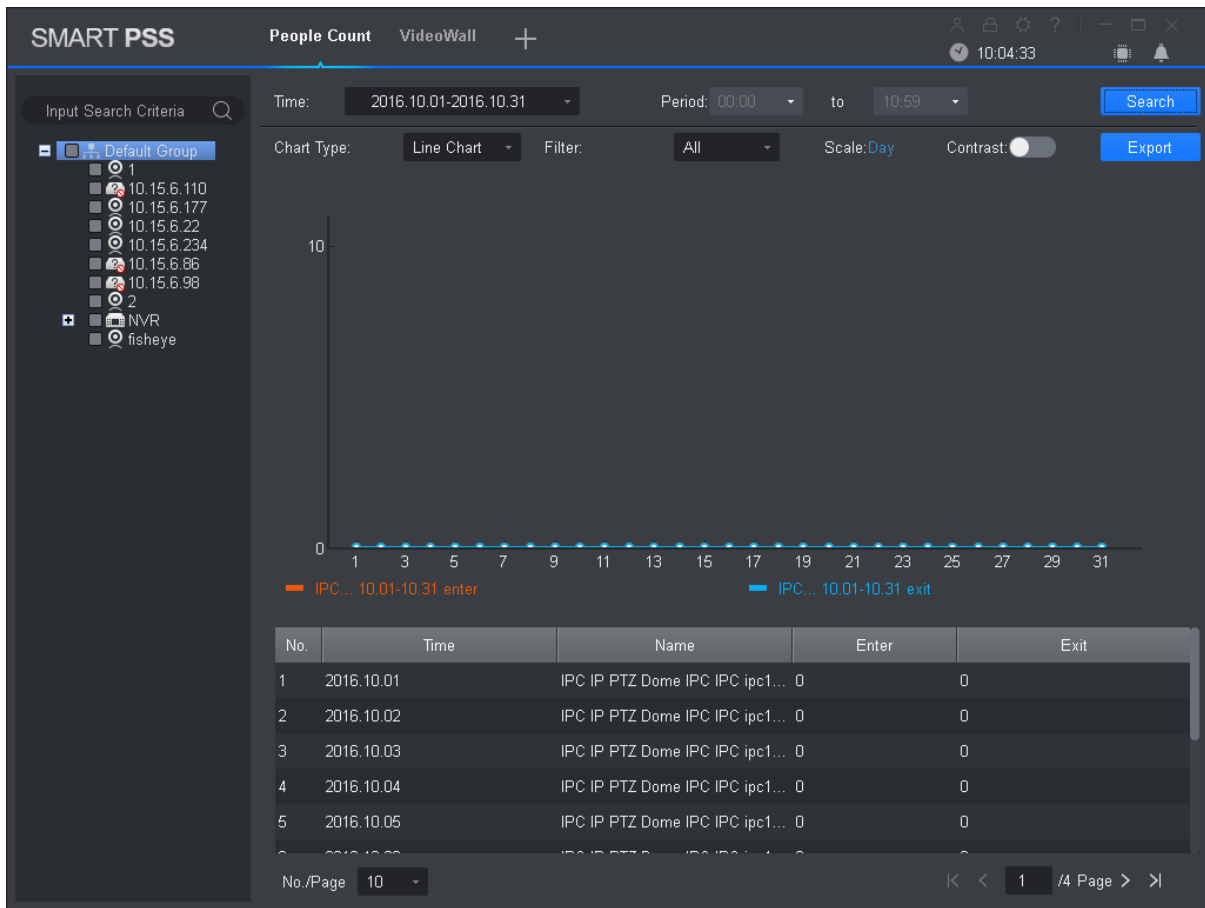 SMART PSS
People Count VideoWall
10:04:33
Input Search Criteria
Default Group
1
10.15.6.110
10.15.6.177
10.15.6.22
10.15.6.234
10.15.6.86
10.15.6.98
2
NVR
fisheye
Time: 2016.10.01-2016.10.31 Period: 00:00 to 10:59 Search
Chart Type: Line Chart Filter: All Scale:Day Contrast: Export
10
0
1 3 5 7 9 11 13 15 17 19 21 23 25 27 29 31
IPC... 10.01-10.31 enter IPC... 10.01-10.31 exit
No. Time Name Enter Exit
1 2016.10.01 IPC IP PTZ Dome IPC IPC ipc1... 0 0
2 2016.10.02 IPC IP PTZ Dome IPC IPC ipc1... 0 0
3 2016.10.03 IPC IP PTZ Dome IPC IPC ipc1... 0 0
4 2016.10.04 IPC IP PTZ Dome IPC IPC ipc1... 0 0
5 2016.10.05 IPC IP PTZ Dome IPC IPC ipc1... 0 0
No./Page 10 1 /4 Page